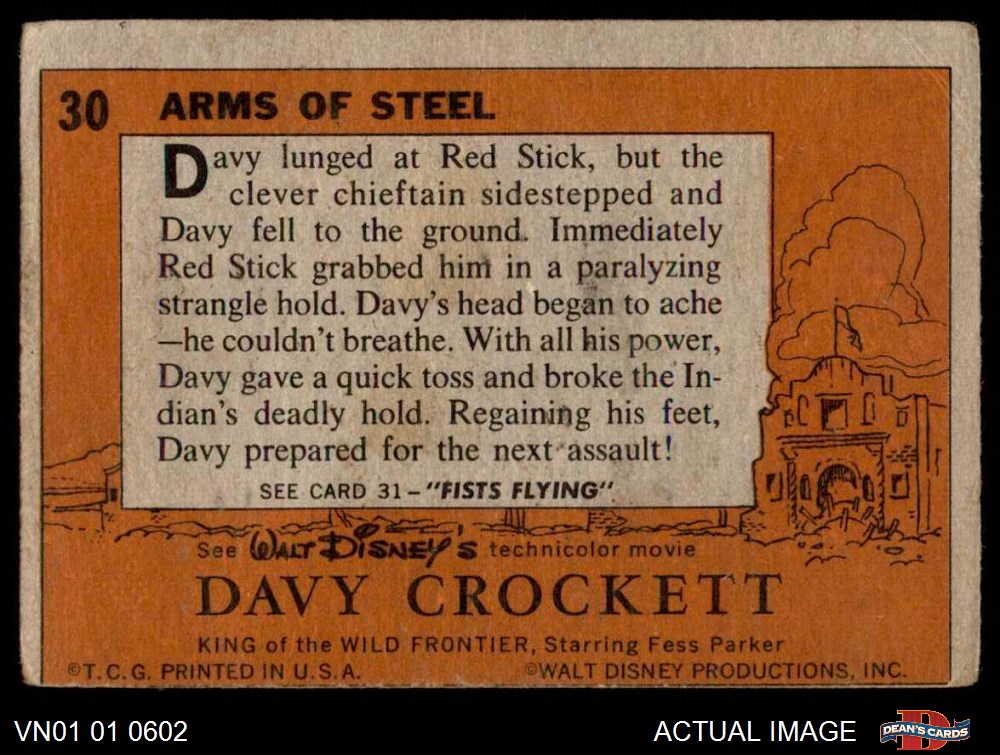 30 ARMS OF STEEL
Davy lunged at Red Stick, but the
clever chieftain sidestepped and
Davy fell to the ground. Immediately
Red Stick grabbed him in a paralyzing
strangle hold. Davy's head began to ache
—he couldn't breathe. With all his power,
Davy gave a quick toss and broke the In-
dian's deadly hold. Regaining his feet,
Davy prepared for the next assault!
SEE CARD 31–"FISTS FLYING"
See WALT DISNEY'S technicolor movie
DAVY CROCKETT
KING of the WILD FRONTIER, Starring Fess Parker
©T.C.G. PRINTED IN U.S.A. ©WALT DISNEY PRODUCTIONS, INC.
VN01 01 0602 ACTUAL IMAGE DEAN'S CARDS